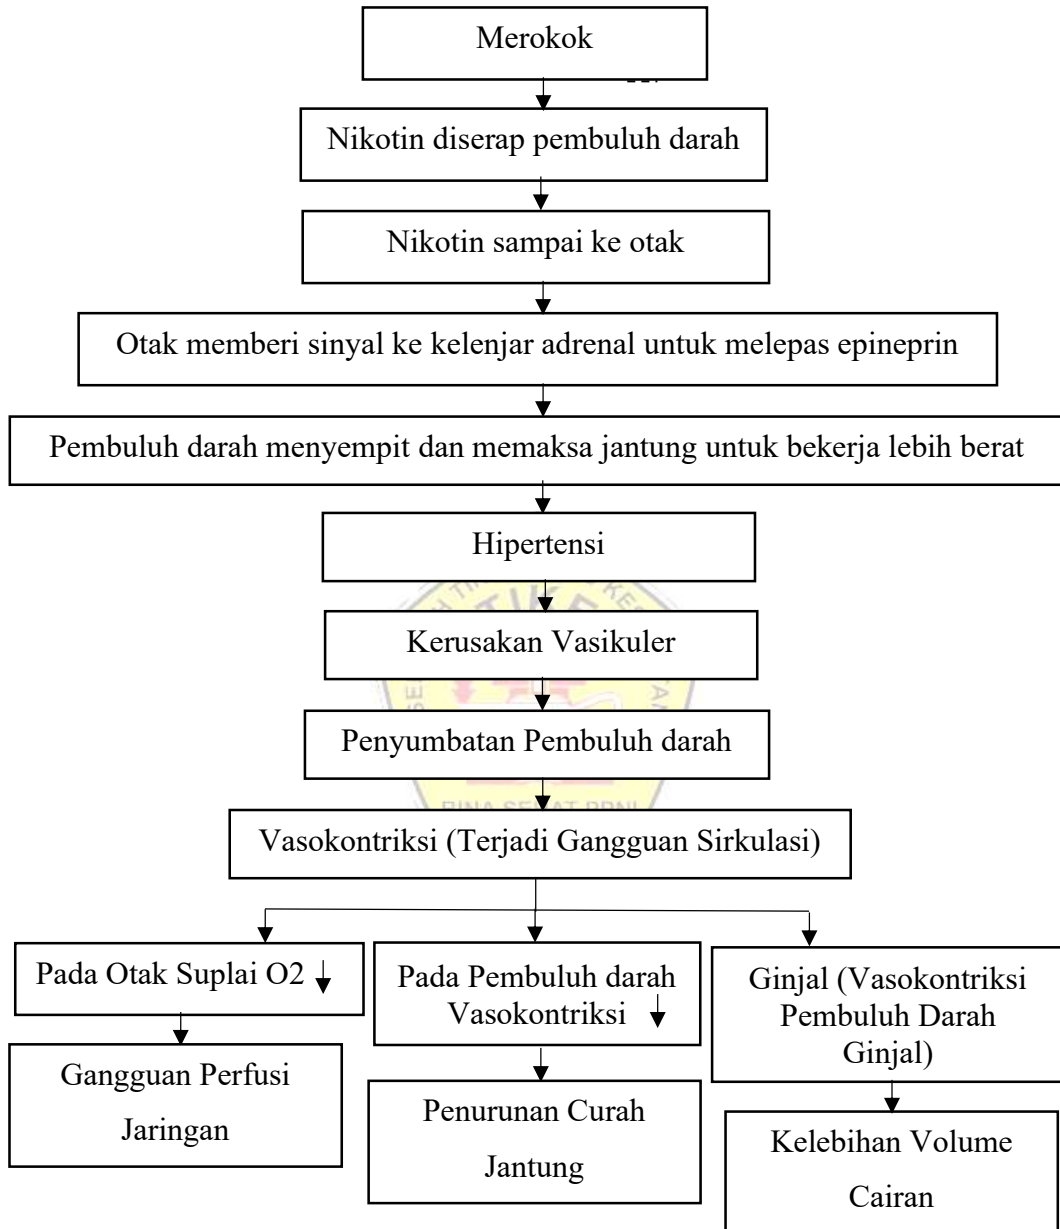 Merokok
Nikotin diserap pembuluh darah
Nikotin sampai ke otak
Otak memberi sinyal ke kelenjar adrenal untuk melepas epineprin
Pembuluh darah menyempit dan memaksa jantung untuk bekerja lebih berat
Hipertensi
Kerusakan Vasikuler
Penyumbatan Pembuluh darah
BINA SEHAT PPNI
Vasokontriksi (Terjadi Gangguan Sirkulasi)
Pada Otak Suplai O2
Gangguan Perfusi
Jaringan
Pada Pembuluh darah
Vasokontriksi
Penurunan Curah
Jantung
Ginjal (Vasokontriksi
Pembuluh Darah
Ginjal)
Kelebihan Volume
Cairan